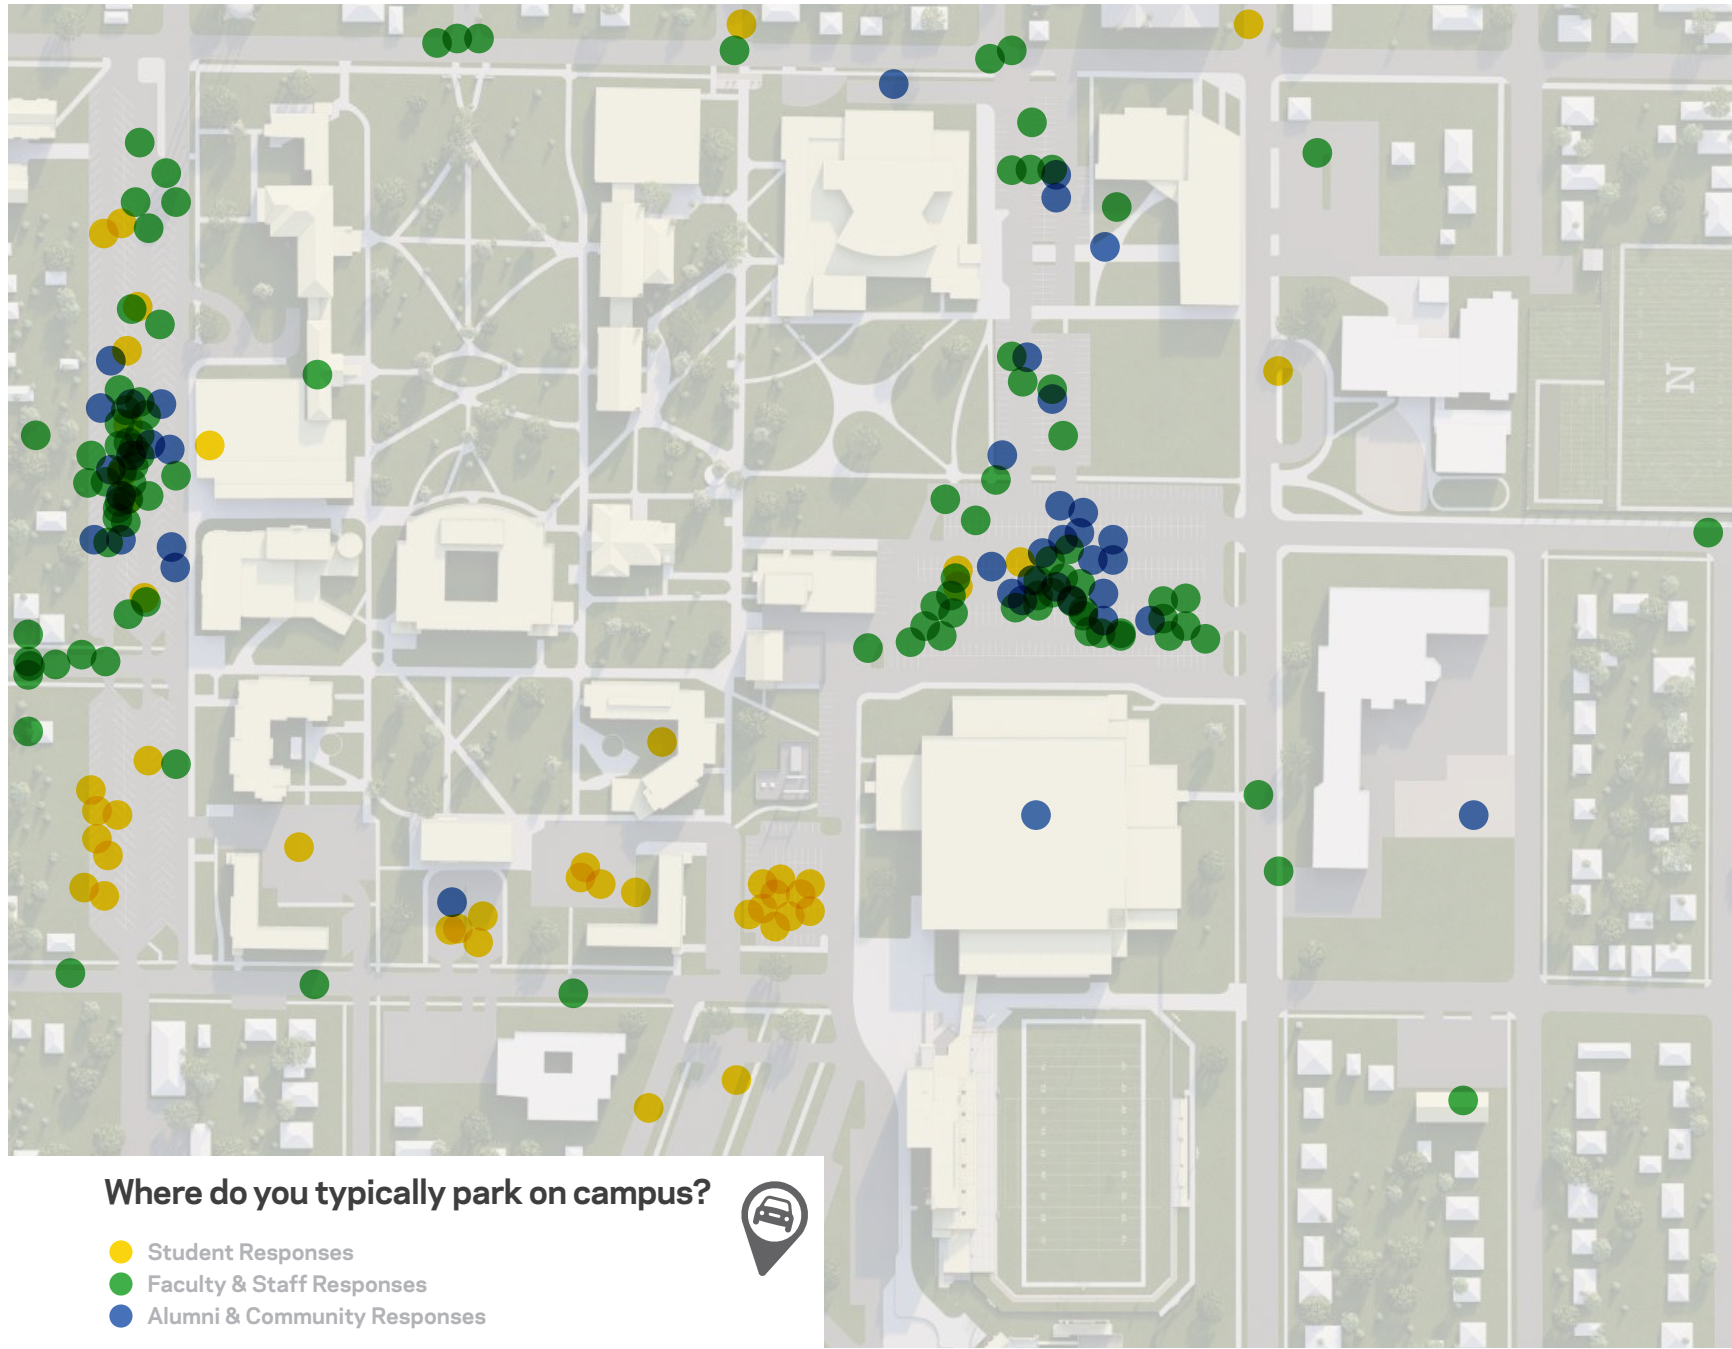 N
Where do you typically park on campus?
Student Responses
Faculty & Staff Responses
Alumni & Community Responses